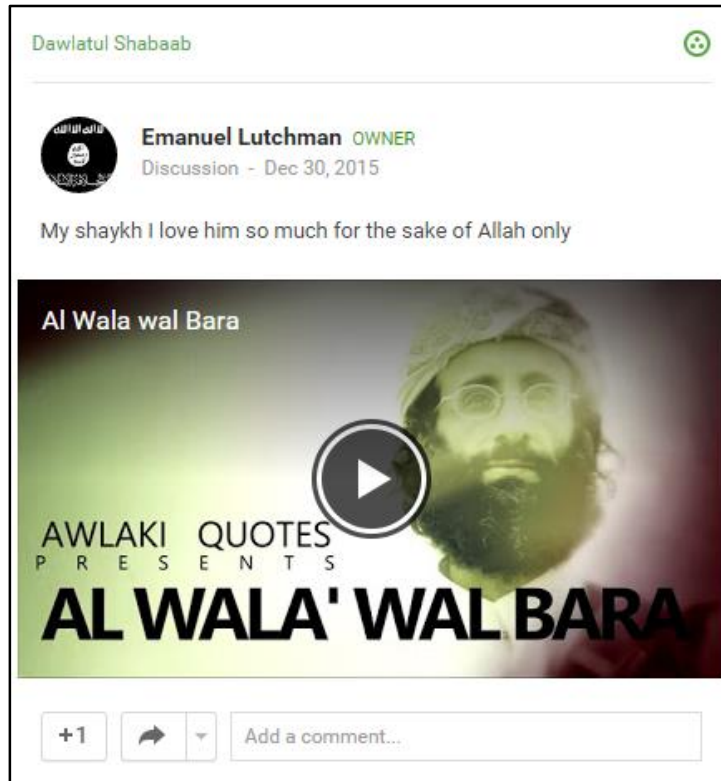 Dawlatul Shabaab
Emanuel Lutchman OWNER
Discussion - Dec 30, 2015
My shaykh I love him so much for the sake of Allah only
Al Wala wal Bara
AWLAKI QUOTES
PRESENTS
AL WALA' WAL BARA
+1
Add a comment...